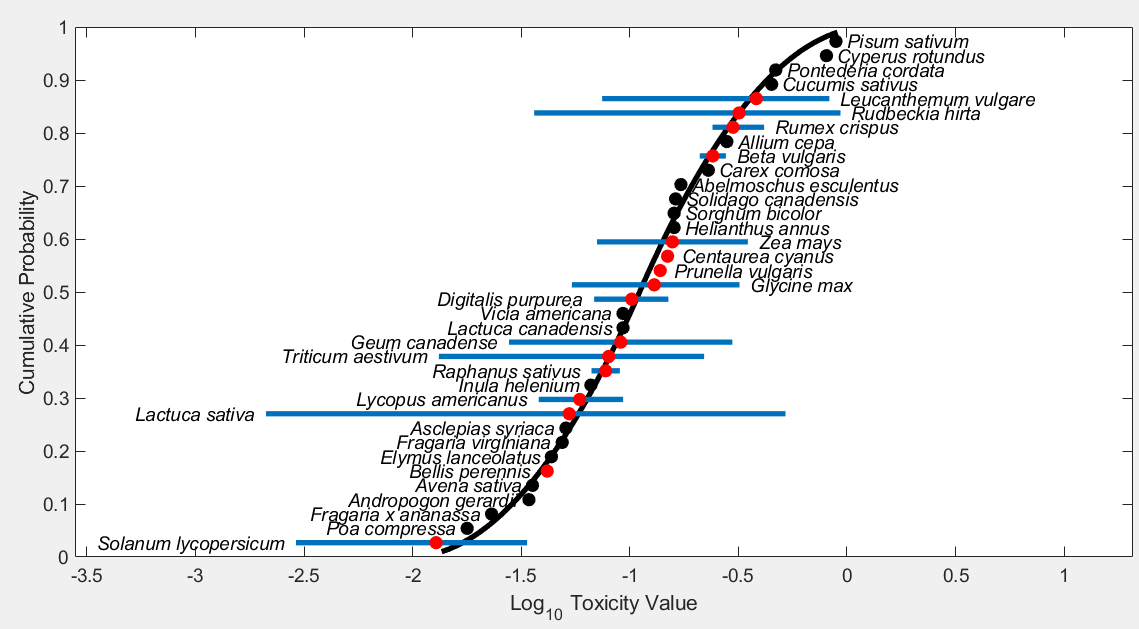 1
Pisum sativum
Cyperus rotundus
Pontederia cordata
0.9
Cucumis sativus
Leucanthemum vulgare
Rudbeckia hirta
0.8
Rumex crispus
Allium cepa
Beta vulgaris
Carex comosa
0.7
Abelmoschus esculentus
Solidago canadensis
Sorghum bicolor
Helianthus annus
0.6
Zea mays
Centaurea cyanus
Prunella vulgaris
0.5
Glycine max
Digitalis purpurea
Vicia americana
Lactuca canadensis
0.4
Geum canadense
Triticum aestivum
Raphanus sativus
Inula helenium
0.3
Lycopus americanus
Lactuca sativa
Asclepias syriaca
0.2
Fragaria virginiana
Elymus lanceolatus
Bellis perennis
Avena sativa
0.1
Andropogon gerardii
Fragaria x ananassa
Poa compressa
Solanum lycopersicum
0
-3.5 -3 -2.5 -2 -1.5 -1 -0.5 0 0.5 1
Log10 Toxicity Value
Cumulative Probability